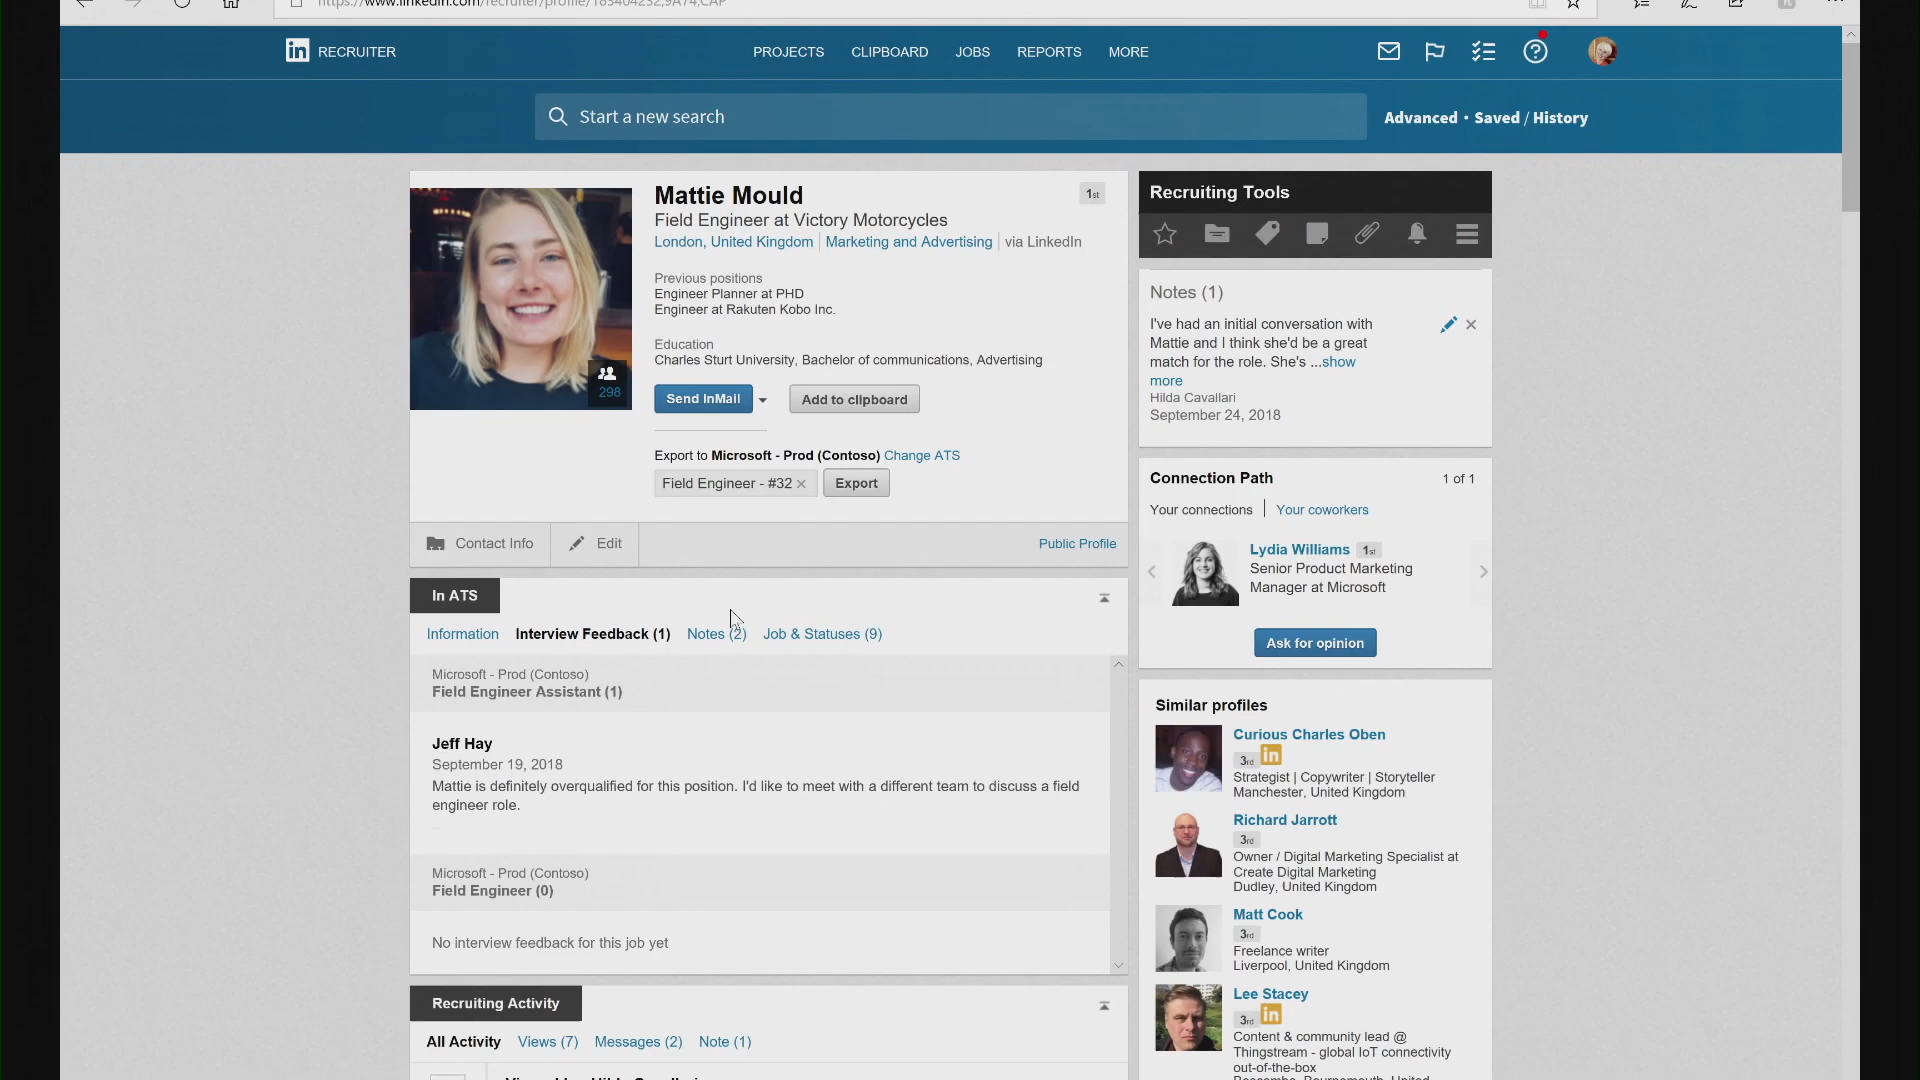 https://www.linkedin.com/recruiter/profile/183404232,9A74,CAP
in RECRUITER
PROJECTS CLIPBOARD JOBS REPORTS MORE
Start a new search
Advanced • Saved / History
Mattie Mould
1st
Field Engineer at Victory Motorcycles
London, United Kingdom | Marketing and Advertising | via LinkedIn
Previous positions
Engineer Planner at PHD
Engineer at Rakuten Kobo Inc.
Education
Charles Sturt University, Bachelor of communications, Advertising
298
Send InMail
Add to clipboard
Export to Microsoft - Prod (Contoso) Change ATS
Field Engineer - #32 ×
Export
Contact Info
Edit
Public Profile
In ATS
Information Interview Feedback (1) Notes (2) Job & Statuses (9)
Microsoft - Prod (Contoso)
Field Engineer Assistant (1)
Jeff Hay
September 19, 2018
Mattie is definitely overqualified for this position. I'd like to meet with a different team to discuss a field
engineer role.
Microsoft - Prod (Contoso)
Field Engineer (0)
No interview feedback for this job yet
Recruiting Activity
All Activity Views (7) Messages (2) Note (1)
Recruiting Tools
Notes (1)
I've had an initial conversation with
Mattie and I think she'd be a great
match for the role. She's ...show
more
Hilda Cavallari
September 24, 2018
Connection Path
1 of 1
Your connections | Your coworkers
Lydia Williams 1st
Senior Product Marketing
Manager at Microsoft
Ask for opinion
Similar profiles
Curious Charles Oben
3rd in
Strategist | Copywriter | Storyteller
Manchester, United Kingdom
Richard Jarrott
3rd
Owner / Digital Marketing Specialist at
Create Digital Marketing
Dudley, United Kingdom
Matt Cook
3rd
Freelance writer
Liverpool, United Kingdom
Lee Stacey
3rd in
Content & community lead @
Thingstream - global IoT connectivity
out-of-the-box